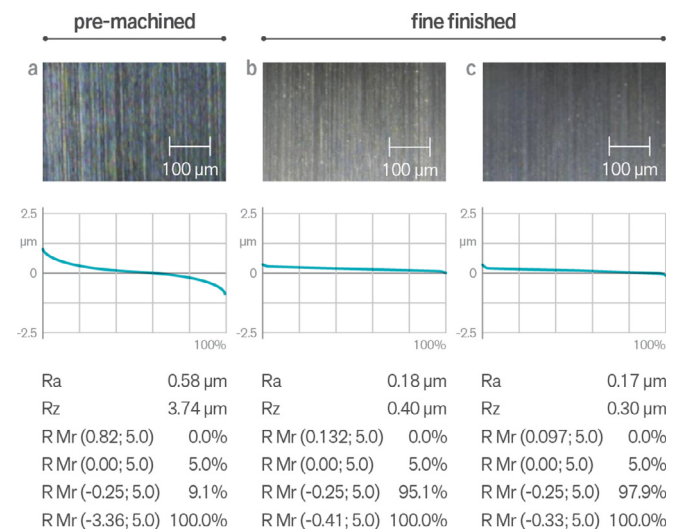 pre-machined
fine finished
a
b
c
100 µm
100 µm
100 µm
2.5
µm
0
-2.5
100%
2.5
µm
0
-2.5
100%
2.5
µm
0
-2.5
100%
Ra 0.58 µm
Rz 3.74 µm
R Mr (0.82; 5.0) 0.0%
R Mr (0.00; 5.0) 5.0%
R Mr (-0.25; 5.0) 9.1%
R Mr (-3.36; 5.0) 100.0%
Ra 0.18 µm
Rz 0.40 µm
R Mr (0.132; 5.0) 0.0%
R Mr (0.00; 5.0) 5.0%
R Mr (-0.25; 5.0) 95.1%
R Mr (-0.41; 5.0) 100.0%
Ra 0.17 µm
Rz 0.30 µm
R Mr (0.097; 5.0) 0.0%
R Mr (0.00; 5.0) 5.0%
R Mr (-0.25; 5.0) 97.9%
R Mr (-0.33; 5.0) 100.0%